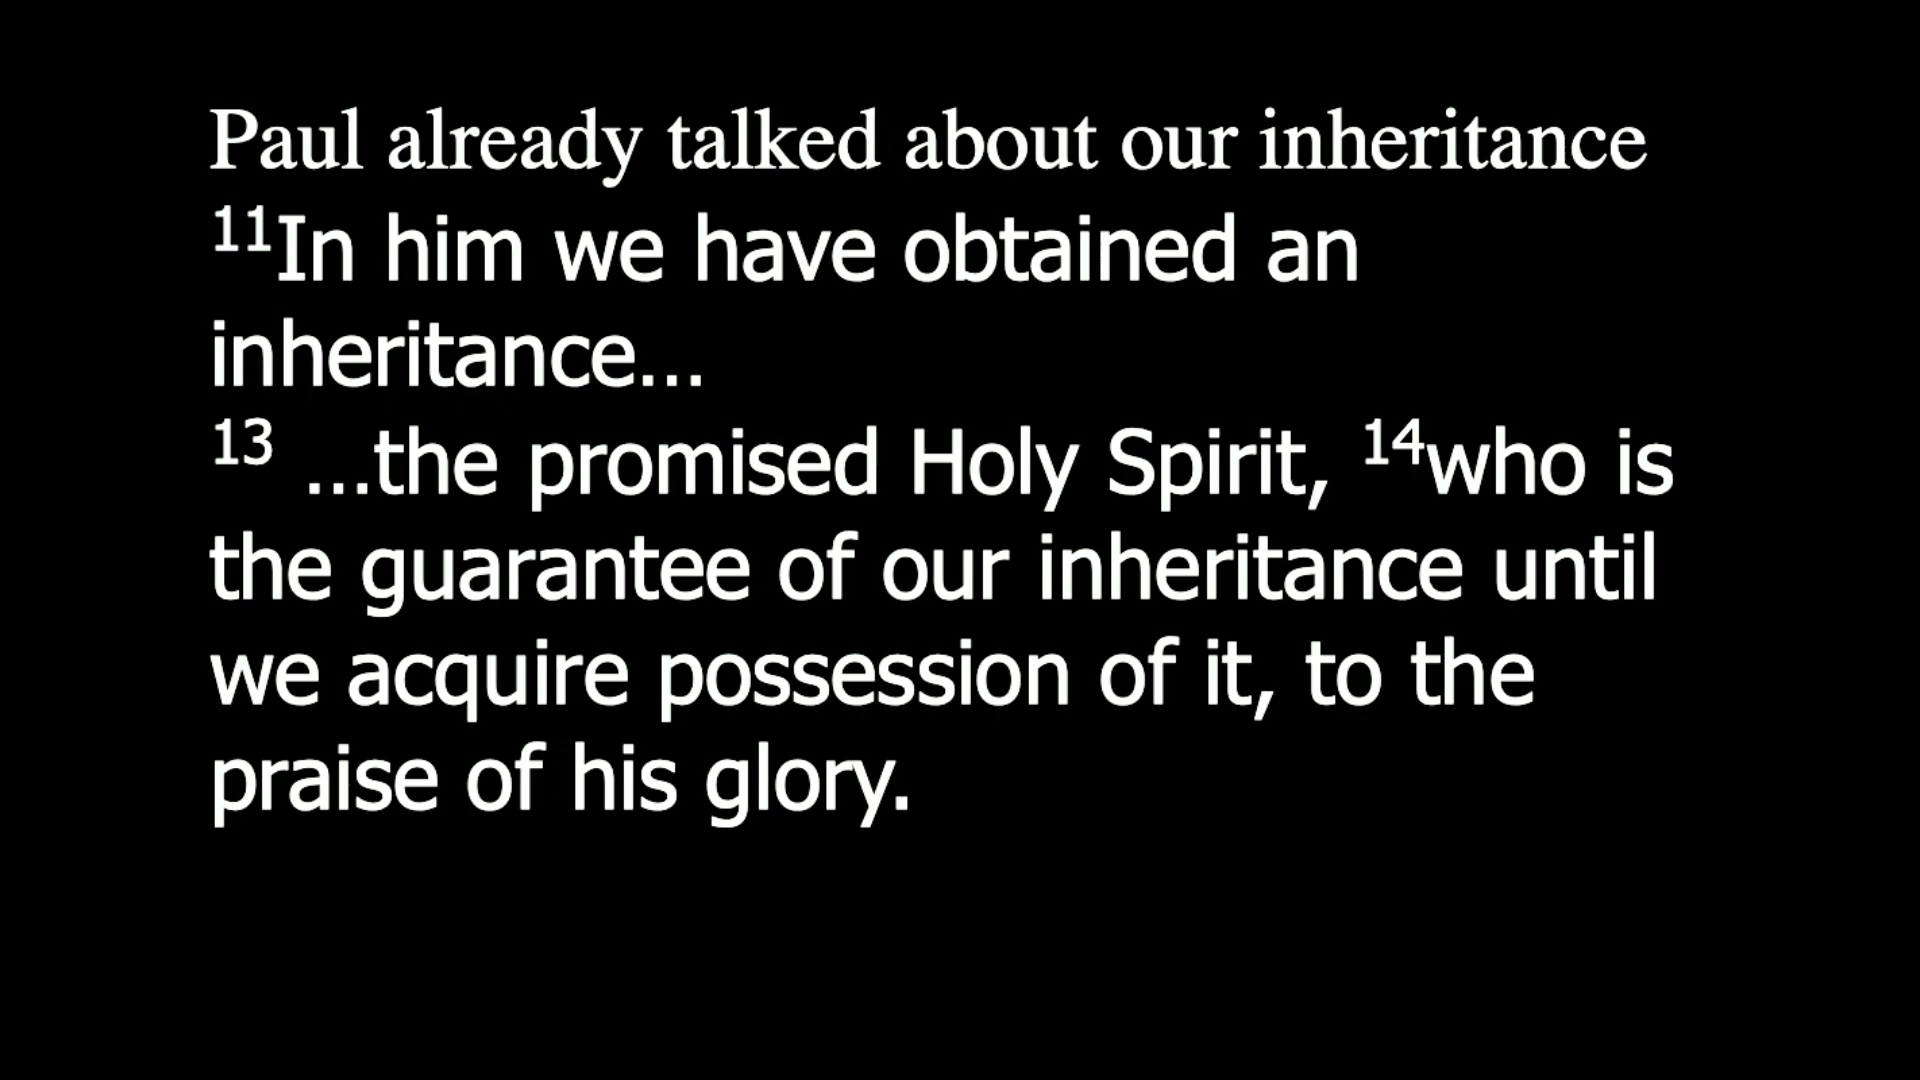 Paul already talked about our inheritance
¹¹In him we have obtained an
inheritance…
¹³ …the promised Holy Spirit, ¹⁴who is
the guarantee of our inheritance until
we acquire possession of it, to the
praise of his glory.